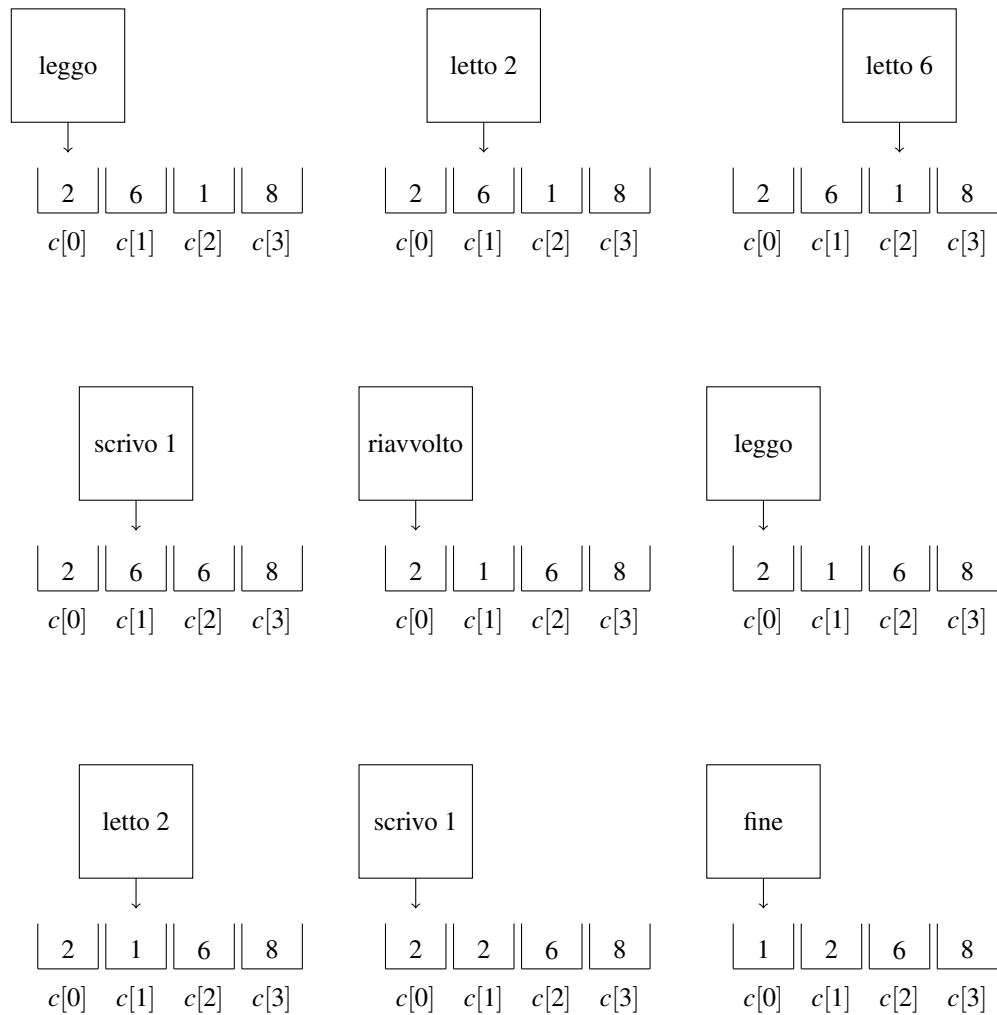 leggo letto 2 letto 6
2 6 1 8 2 6 1 8 2 6 1 8
c[0] c[1] c[2] c[3] c[0] c[1] c[2] c[3] c[0] c[1] c[2] c[3]
scrivo 1 riavvolto leggo
2 6 6 8 2 1 6 8 2 1 6 8
c[0] c[1] c[2] c[3] c[0] c[1] c[2] c[3] c[0] c[1] c[2] c[3]
letto 2 scrivo 1 fine
2 1 6 8 2 2 6 8 1 2 6 8
c[0] c[1] c[2] c[3] c[0] c[1] c[2] c[3] c[0] c[1] c[2] c[3]